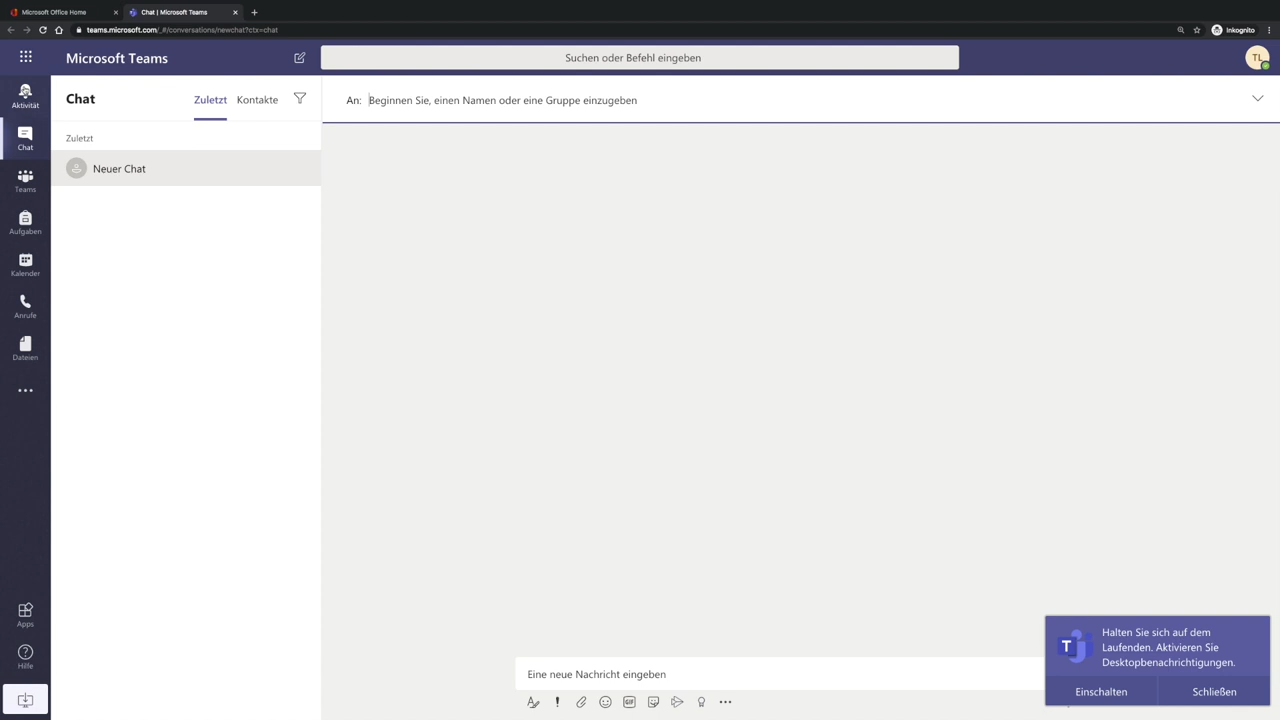 Microsoft Office Home
Chat | Microsoft Teams
teams.microsoft.com/_#/conversations/newchat?ctx=chat
Inkognito
Microsoft Teams
Suchen oder Befehl eingeben
TL
Aktivität
Chat
Teams
Aufgaben
Kalender
Anrufe
Dateien
Apps
Hilfe
Chat
Zuletzt
Kontakte
Zuletzt
Neuer Chat
An: Beginnen Sie, einen Namen oder eine Gruppe einzugeben
Eine neue Nachricht eingeben
GIF
T
Halten Sie sich auf dem
Laufenden. Aktivieren Sie
Desktopbenachrichtigungen.
Einschalten
Schließen